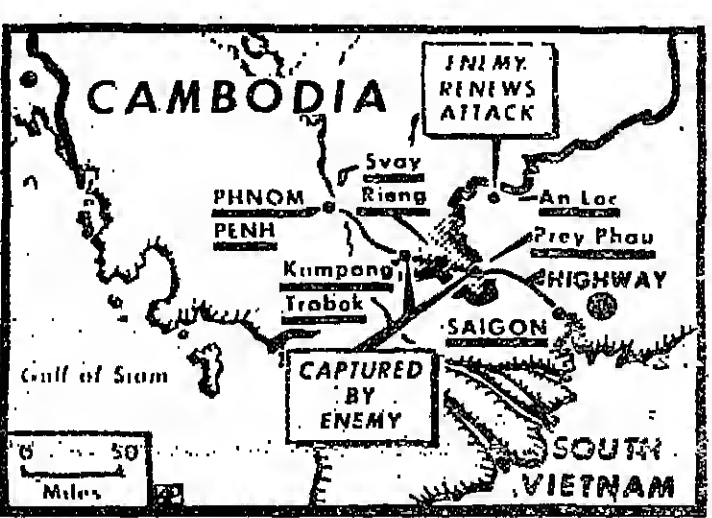 CAMBODIA
ENEMY
RENEWS
ATTACK
Svay
Rieng
PHNOM
PENH
An Loc
Prey Phau
Kompong
Trabek
HIGHWAY
SAIGON
Gulf of Siam
CAPTURED
BY
ENEMY
0 50
Miles
SOUTH
VIETNAM